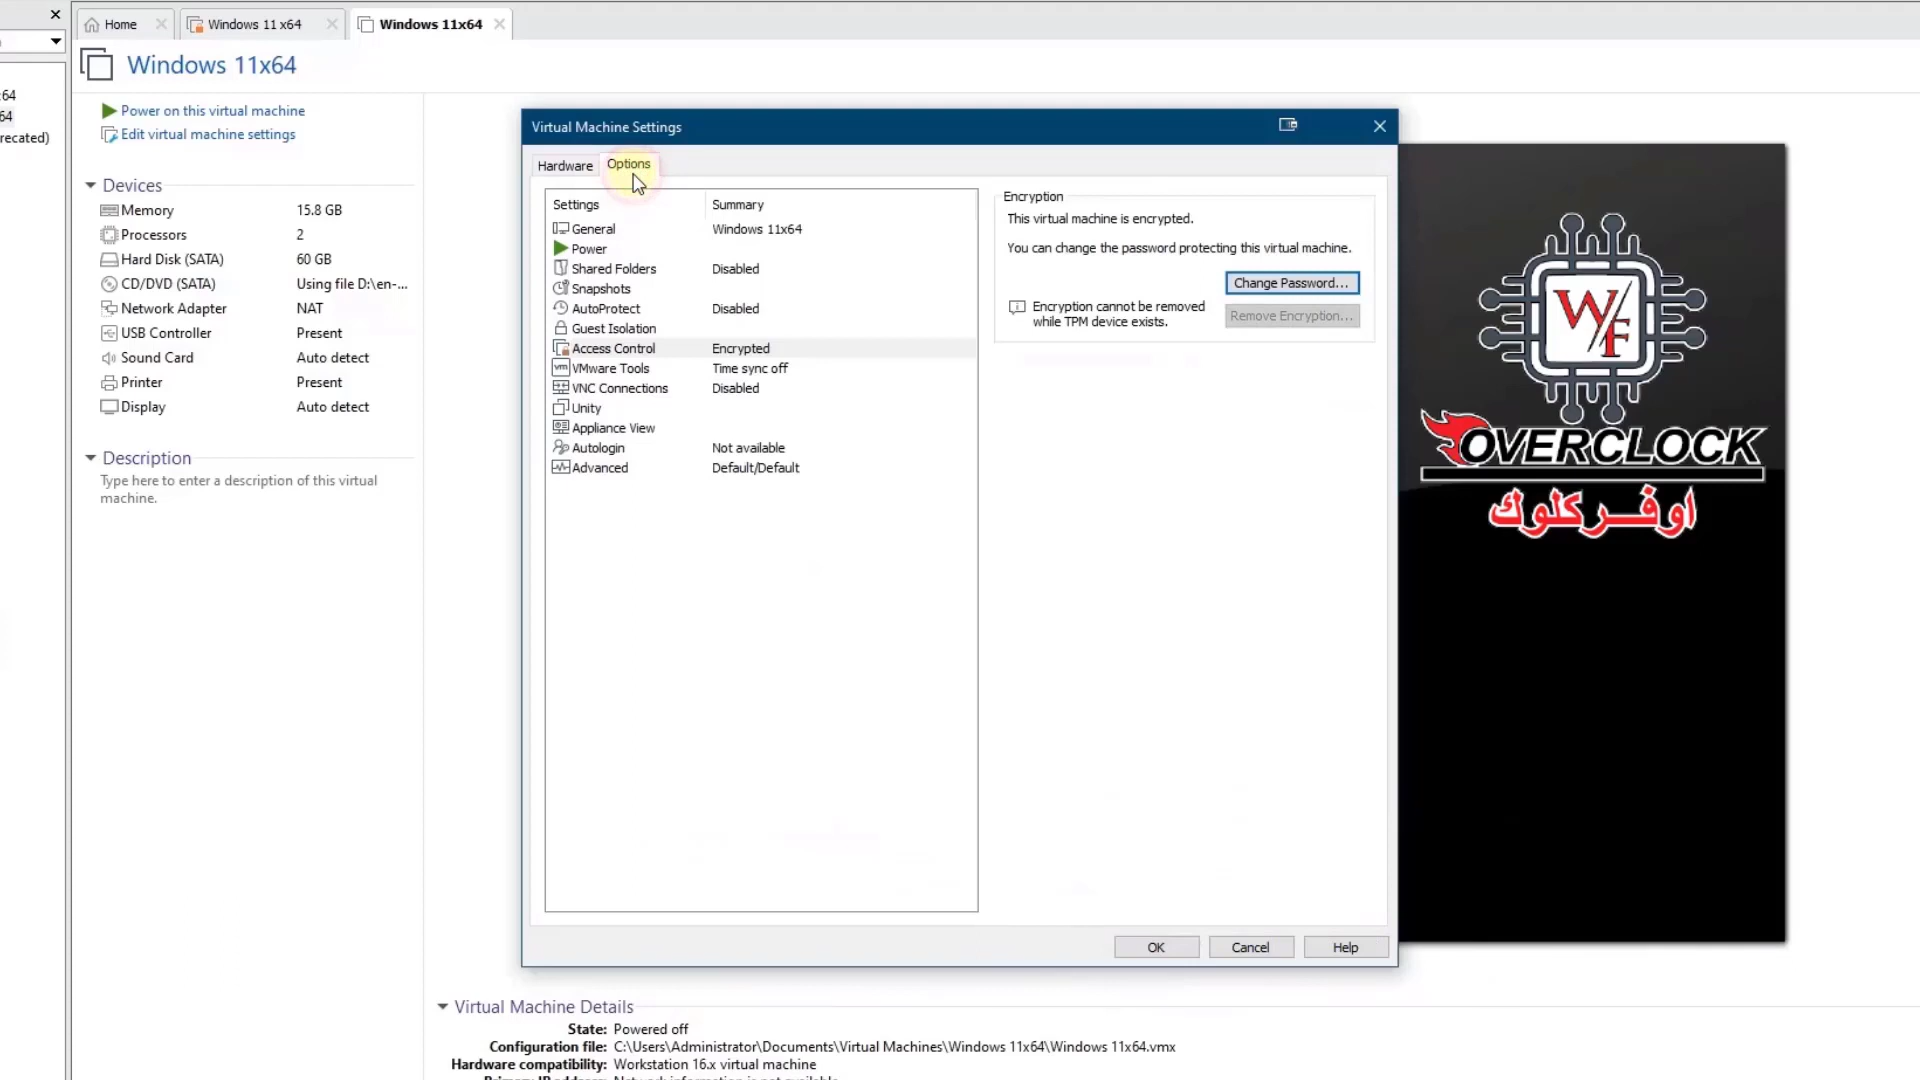 Home
Windows 11 x64
Windows 11x64
:64
64
recated)
Windows 11x64
Power on this virtual machine
Edit virtual machine settings
Devices
Memory 15.8 GB
Processors 2
Hard Disk (SATA) 60 GB
CD/DVD (SATA) Using file D:\en-...
Network Adapter NAT
USB Controller Present
Sound Card Auto detect
Printer Present
Display Auto detect
Description
Type here to enter a description of this virtual
machine.
Virtual Machine Settings
Hardware Options
Settings Summary
General Windows 11x64
Power
Shared Folders Disabled
Snapshots
AutoProtect Disabled
Guest Isolation
Access Control Encrypted
VMware Tools Time sync off
VNC Connections Disabled
Unity
Appliance View
Autologin Not available
Advanced Default/Default
Encryption
This virtual machine is encrypted.
You can change the password protecting this virtual machine.
Change Password...
Encryption cannot be removed
while TPM device exists.
Remove Encryption...
OK Cancel Help
W/F
OVERCLOCK
اوفركلوك
Virtual Machine Details
State: Powered off
Configuration file: C:\Users\Administrator\Documents\Virtual Machines\Windows 11x64\Windows 11x64.vmx
Hardware compatibility: Workstation 16.x virtual machine
Primary IP address: Network information is not available